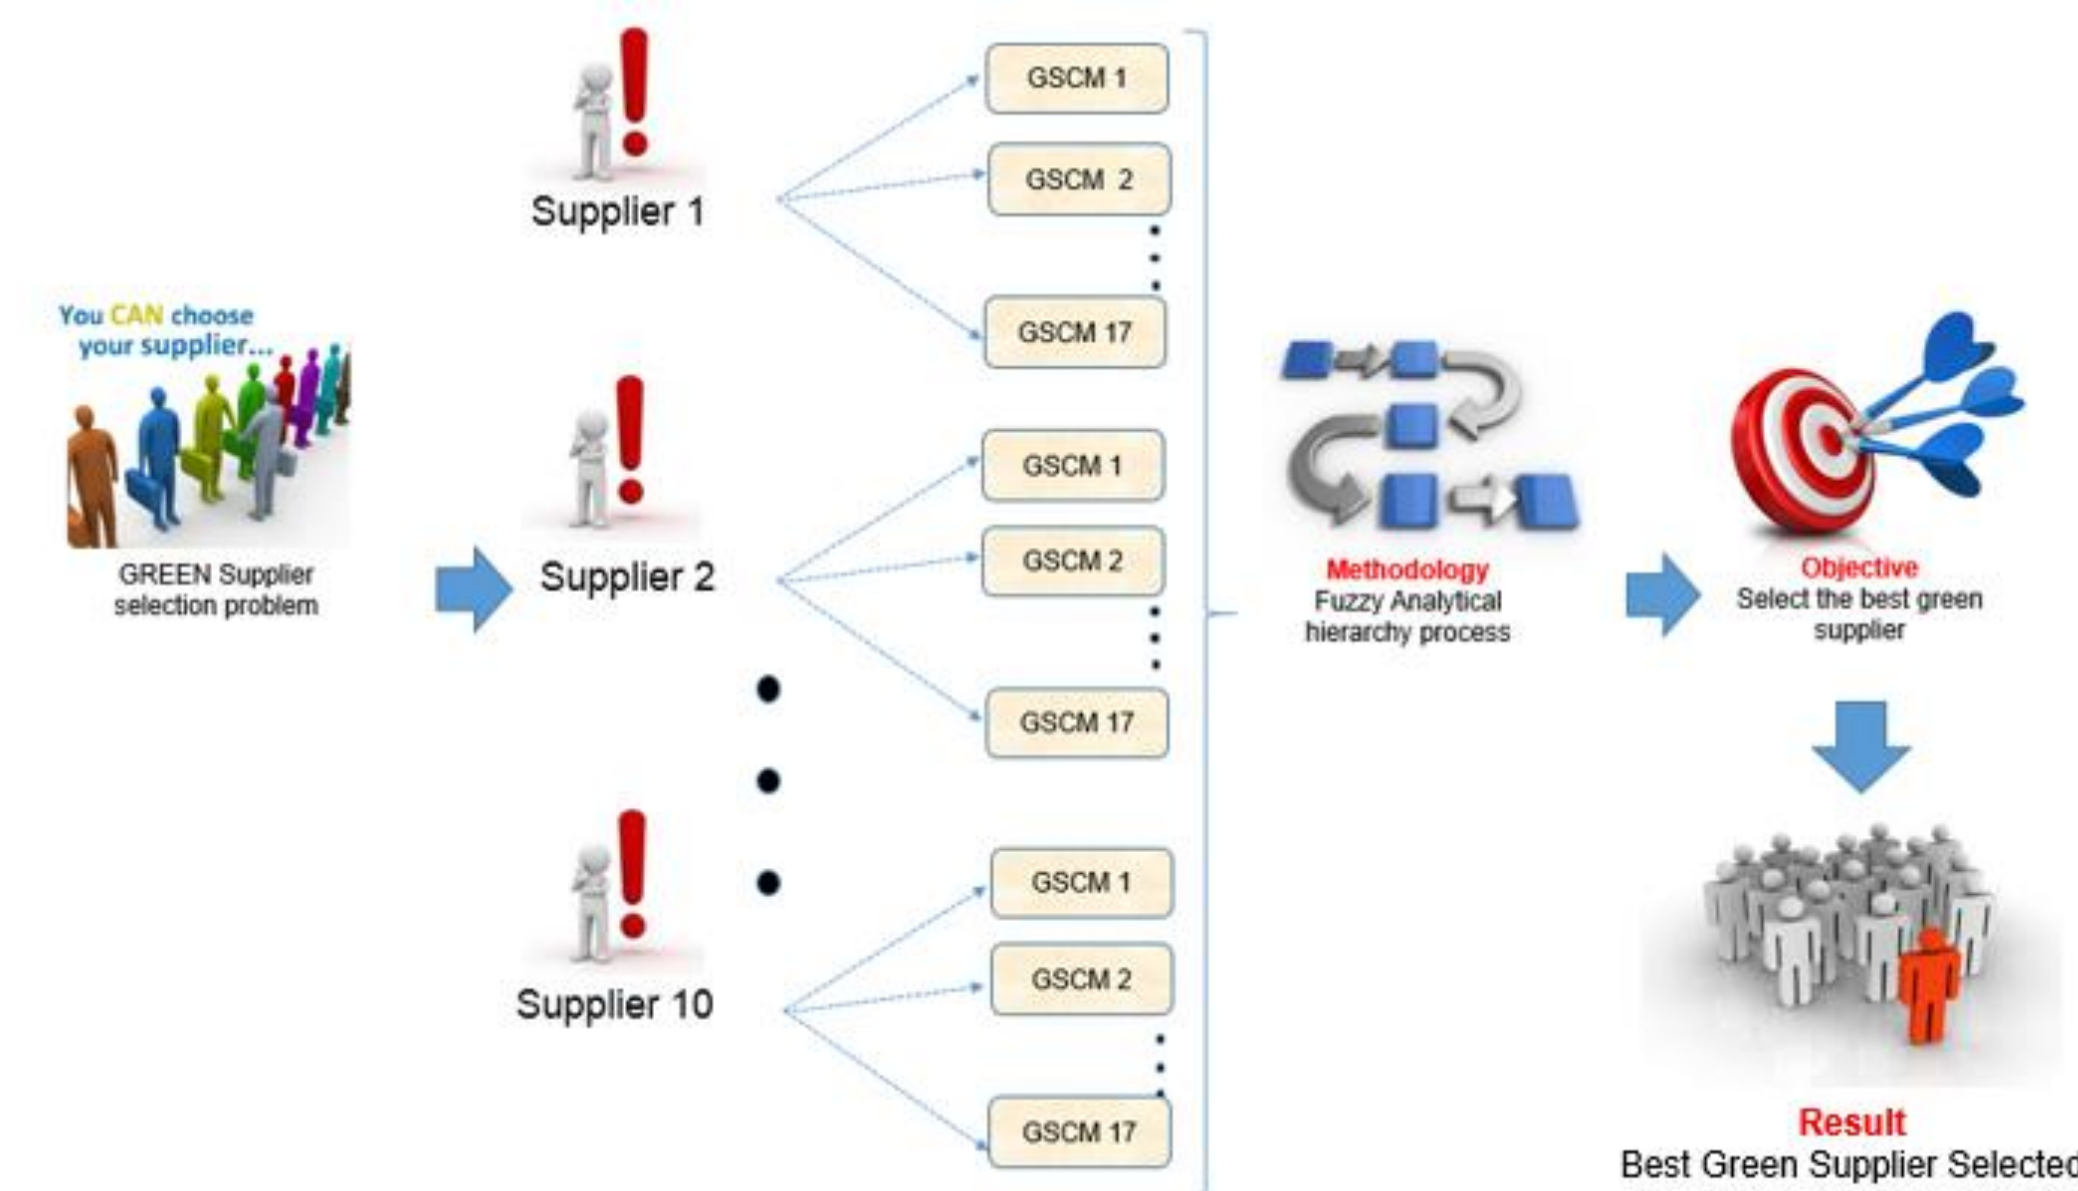 You CAN choose
your supplier...
GREEN Supplier
selection problem
Supplier 1
GSCM 1
GSCM 2
GSCM 17
Supplier 2
GSCM 1
GSCM 2
GSCM 17
Supplier 10
GSCM 1
GSCM 2
GSCM 17
Methodology
Fuzzy Analytical
hierarchy process
Objective
Select the best green
supplier
Result
Best Green Supplier Selected